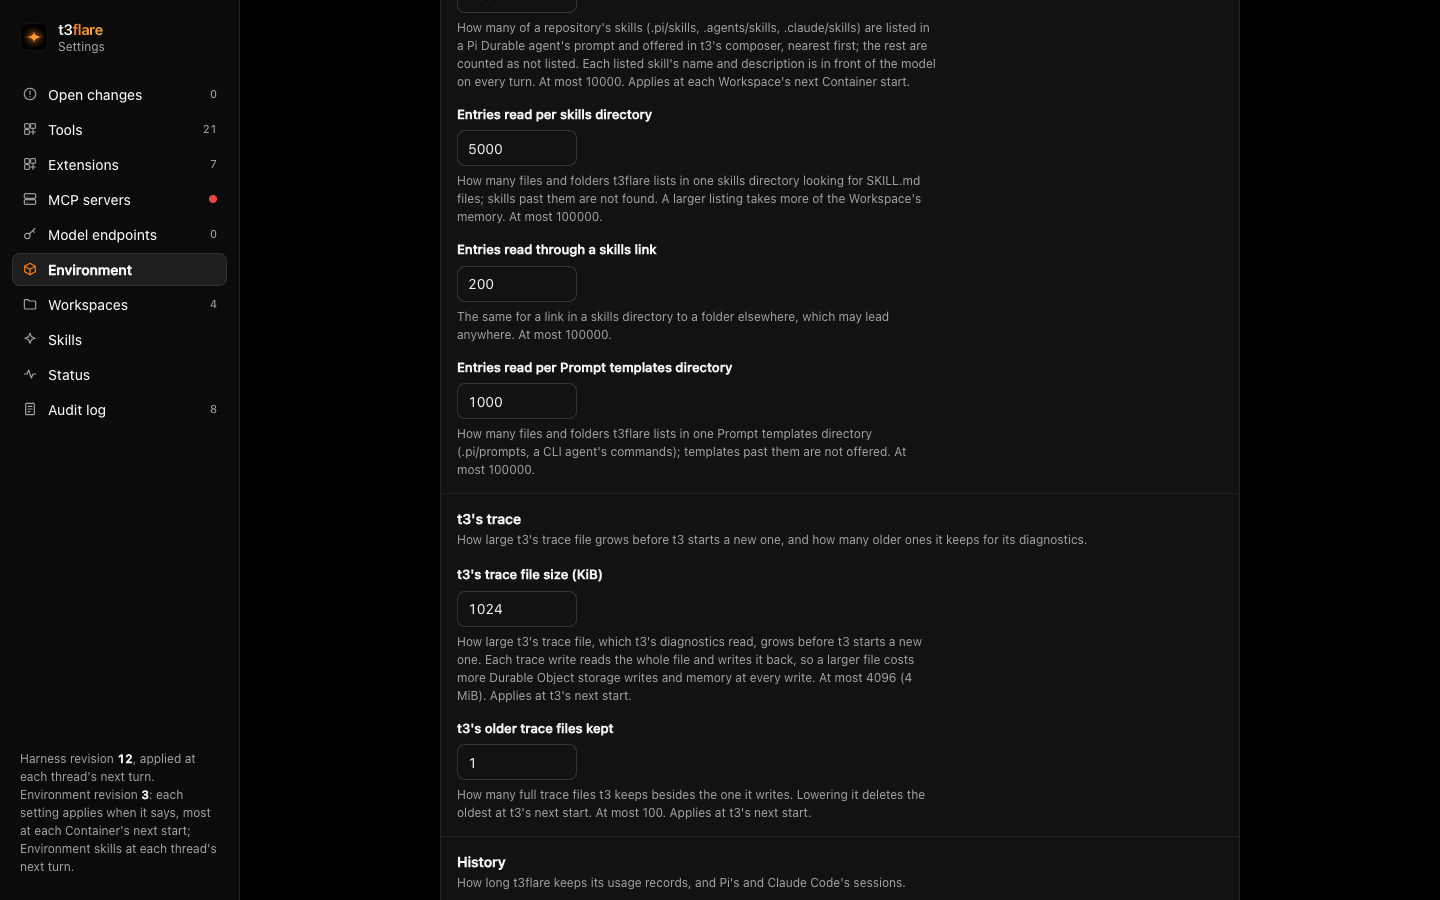 t3flare
Settings
Open changes 0
Tools 21
Extensions 7
MCP servers
Model endpoints 0
Environment
Workspaces 4
Skills
Status
Audit log 8
Harness revision 12, applied at
each thread's next turn.
Environment revision 3: each
setting applies when it says, most
at each Container's next start;
Environment skills at each thread's
next turn.
How many of a repository's skills (.pi/skills, .agents/skills, .claude/skills) are listed in
a Pi Durable agent's prompt and offered in t3's composer, nearest first; the rest are
counted as not listed. Each listed skill's name and description is in front of the model
on every turn. At most 10000. Applies at each Workspace's next Container start.
Entries read per skills directory
5000
How many files and folders t3flare lists in one skills directory looking for SKILL.md
files; skills past them are not found. A larger listing takes more of the Workspace's
memory. At most 100000.
Entries read through a skills link
200
The same for a link in a skills directory to a folder elsewhere, which may lead
anywhere. At most 100000.
Entries read per Prompt templates directory
1000
How many files and folders t3flare lists in one Prompt templates directory
(.pi/prompts, a CLI agent's commands); templates past them are not offered. At
most 100000.
t3's trace
How large t3's trace file grows before t3 starts a new one, and how many older ones it keeps for its diagnostics.
t3's trace file size (KiB)
1024
How large t3's trace file, which t3's diagnostics read, grows before t3 starts a new
one. Each trace write reads the whole file and writes it back, so a larger file costs
more Durable Object storage writes and memory at every write. At most 4096 (4
MiB). Applies at t3's next start.
t3's older trace files kept
1
How many full trace files t3 keeps besides the one it writes. Lowering it deletes the
oldest at t3's next start. At most 100. Applies at t3's next start.
History
How long t3flare keeps its usage records, and Pi's and Claude Code's sessions.